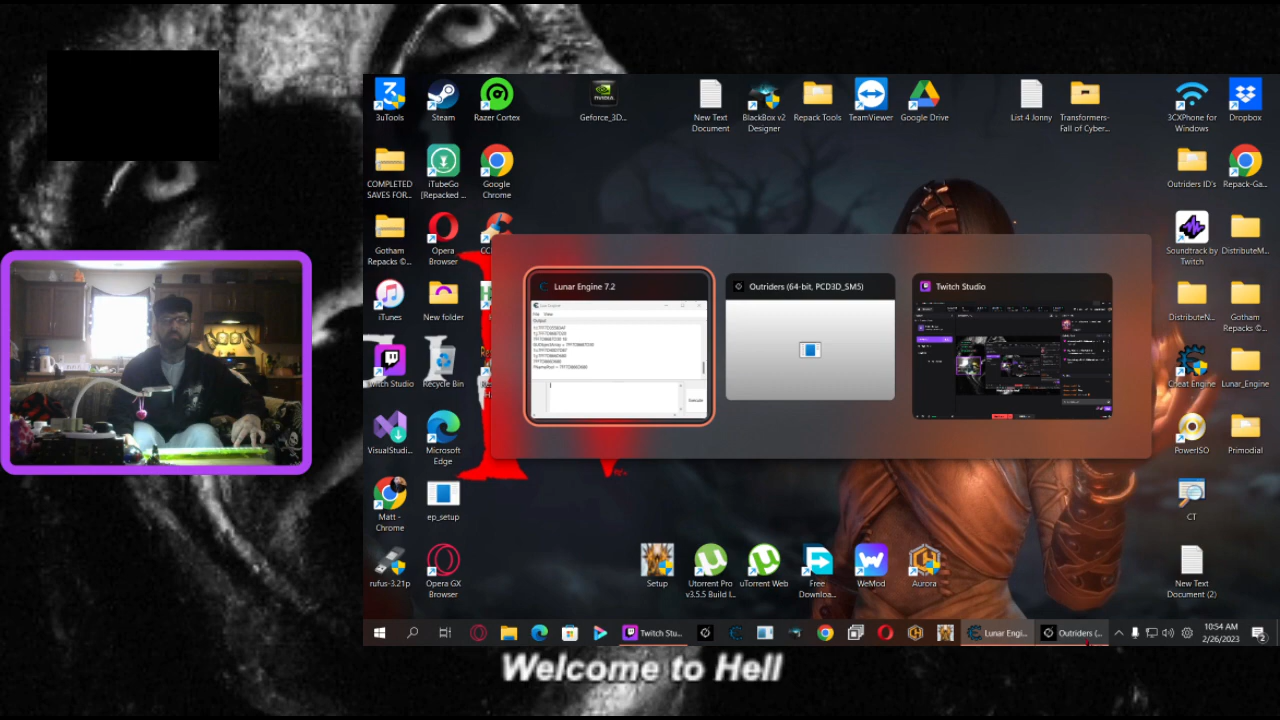 3uTools
Steam
Razer Cortex
Geforce_3D...
New Text
Document
BlackBox v2
Designer
Repack Tools
TeamViewer
Google Drive
List 4 Jonny
Transformers-
Fall of Cyber...
3CXPhone for
Windows
Dropbox
COMPLETED
SAVES FOR...
iTubeGo
[Repacked ...
Google
Chrome
Outriders ID's
Repack-Ga...
Gotham
Repacks ©...
Opera
Browser
Soundtrack by
Twitch
DistributeM...
Lunar Engine 7.2
Outriders (64-bit, PCD3D_SM5)
Twitch Studio
File View
Output
Execute
iTunes
New folder
DistributeN...
Gotham
Repacks ©...
Twitch Studio
Recycle Bin
Cheat Engine
Lunar_Engine
VisualStudi...
Microsoft
Edge
PowerISO
Primodial
Matt -
Chrome
ep_setup
CT
rufus-3.21p
Opera GX
Browser
Setup
Utorrent Pro
v3.5.5 Build I...
uTorrent Web
Free
Downloa...
WeMod
Aurora
New Text
Document (2)
Twitch Stu...
Lunar Engi...
Outriders (...
10:54 AM
2/26/2023
2
Welcome to Hell